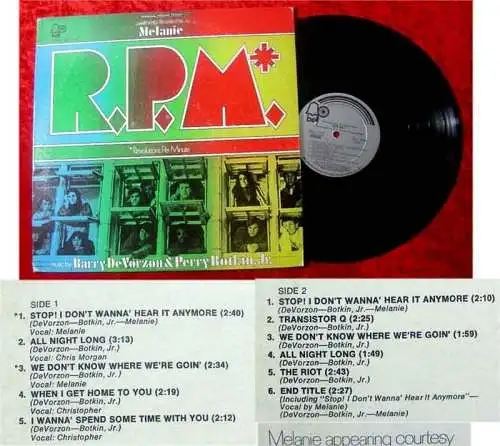 Melanie
R.P.M.*
*Revolutions Per Minute
music by Barry DeVorzon & Perry Botkin, Jr.
Bell
SIDE 1
*1. STOP! I DON'T WANNA' HEAR IT ANYMORE (2:40)
(DeVorzon—Botkin, Jr.—Melanie)
Vocal: Melanie
2. ALL NIGHT LONG (3:13)
(DeVorzon—Botkin, Jr.)
Vocal: Chris Morgan
*3. WE DON'T KNOW WHERE WE'RE GOIN' (2:34)
(DeVorzon—Botkin, Jr.)
Vocal: Melanie
4. WHEN I GET HOME TO YOU (2:19)
(DeVorzon—Botkin, Jr.)
Vocal: Christopher
5. I WANNA' SPEND SOME TIME WITH YOU (2:12)
(DeVorzon—Botkin, Jr.)
Vocal: Christopher
SIDE 2
1. STOP! I DON'T WANNA' HEAR IT ANYMORE (2:10)
(DeVorzon—Botkin, Jr.—Melanie)
2. TRANSISTOR Q (2:25)
(DeVorzon—Botkin, Jr.)
3. WE DON'T KNOW WHERE WE'RE GOIN' (1:59)
(DeVorzon—Botkin, Jr.)
4. ALL NIGHT LONG (1:49)
(DeVorzon—Botkin, Jr.)
5. THE RIOT (2:43)
(DeVorzon—Botkin, Jr.)
6. END TITLE (2:27)
(Including "Stop! I Don't Wanna' Hear It Anymore"—
Vocal by Melanie)
(DeVorzon—Botkin, Jr.—Melanie)
Melanie appearing courtesy